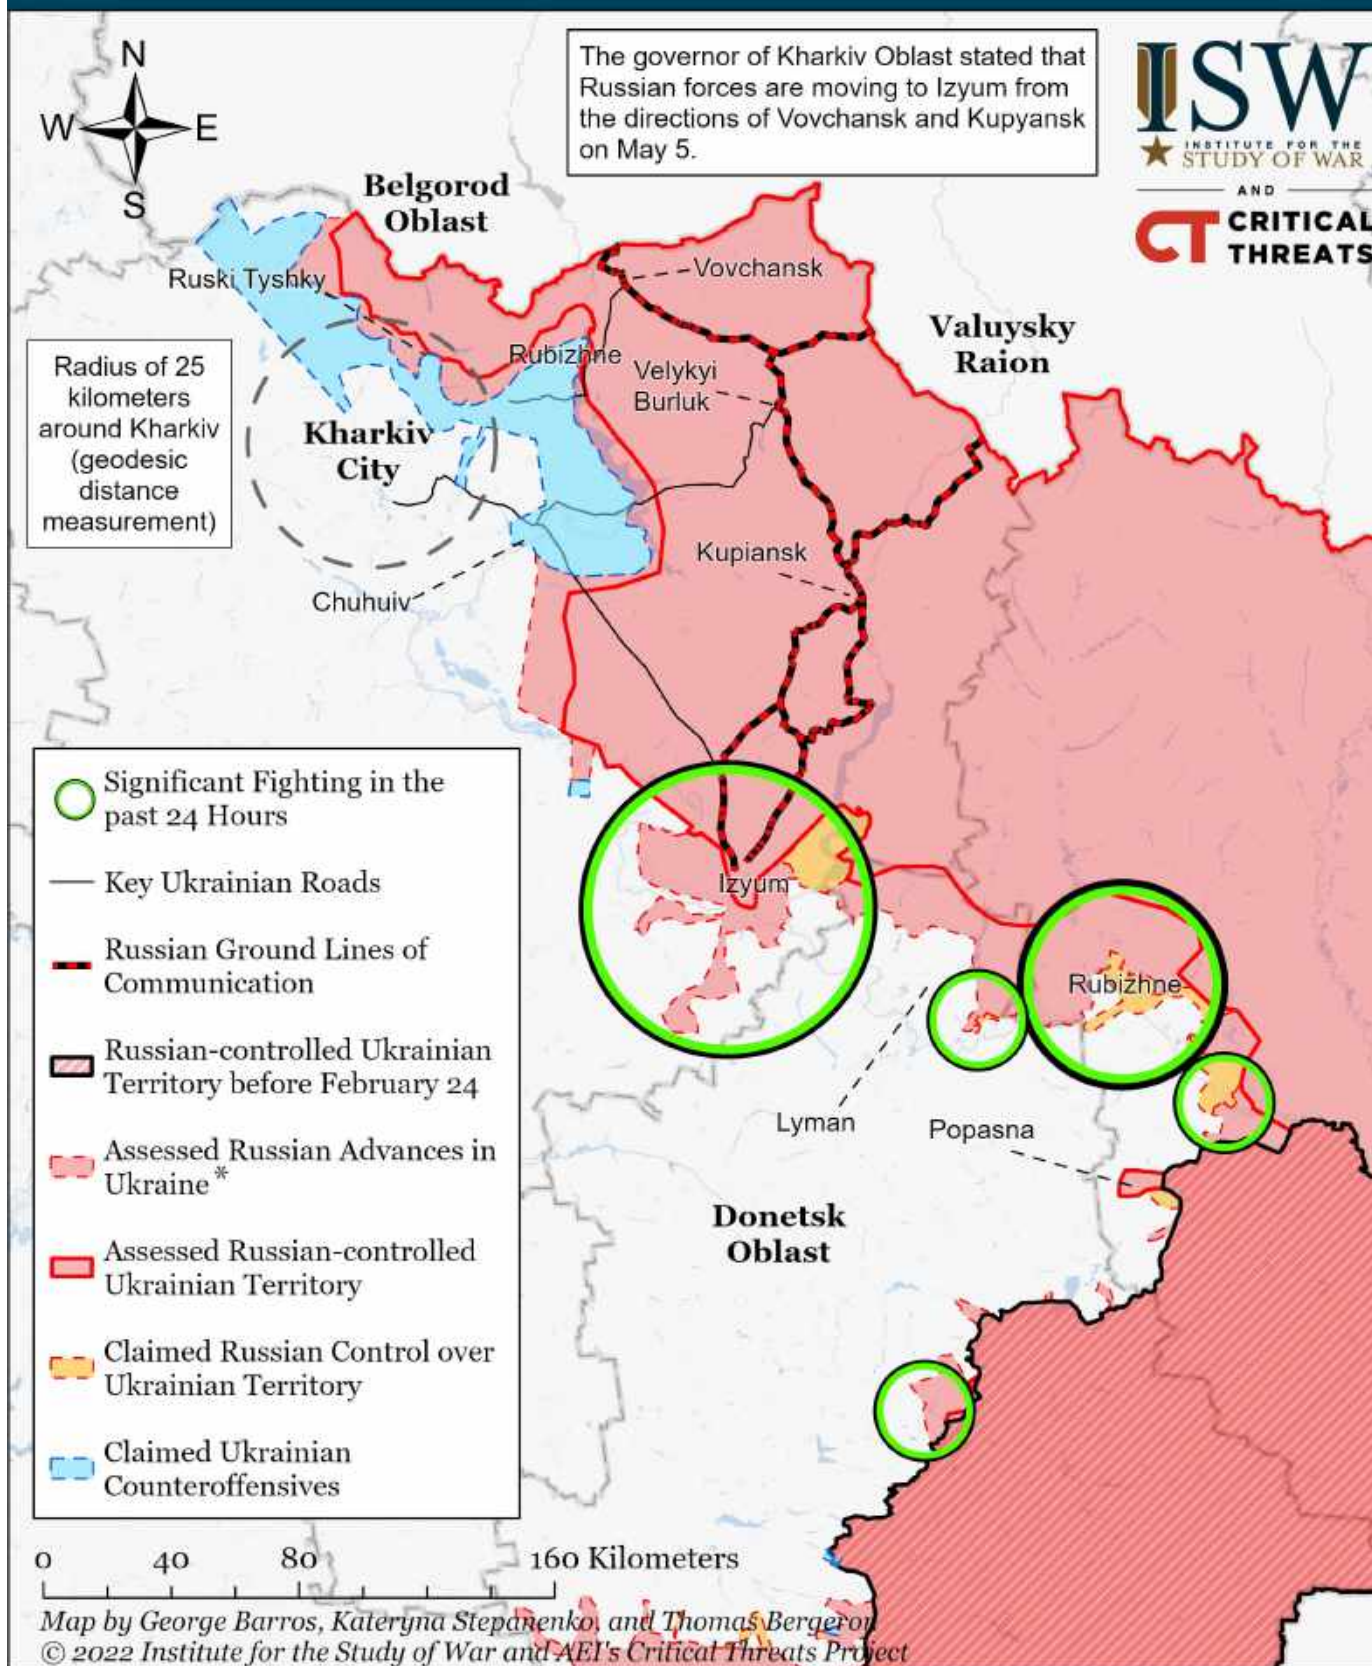 N
W E
S
The governor of Kharkiv Oblast stated that
Russian forces are moving to Izyum from
the directions of Vovchansk and Kupyansk
on May 5.
ISW
INSTITUTE FOR THE
STUDY OF WAR
AND
CT CRITICAL
THREATS
Belgorod
Oblast
Ruski Tyshky
Vovchansk
Valuysky
Raion
Rubizhne
Velykyi
Burluk
Radius of 25
kilometers
around Kharkiv
(geodesic
distance
measurement)
Kharkiv
City
Kupiansk
Chuhuiv
Significant Fighting in the
past 24 Hours
Key Ukrainian Roads
Russian Ground Lines of
Communication
Russian-controlled Ukrainian
Territory before February 24
Assessed Russian Advances in
Ukraine*
Assessed Russian-controlled
Ukrainian Territory
Claimed Russian Control over
Ukrainian Territory
Claimed Ukrainian
Counteroffensives
Izyum
Rubizhne
Lyman
Popasna
Donetsk
Oblast
0 40 80 160 Kilometers
Map by George Barros, Kateryna Stepanenko, and Thomas Bergeron
© 2022 Institute for the Study of War and AEI's Critical Threats Project